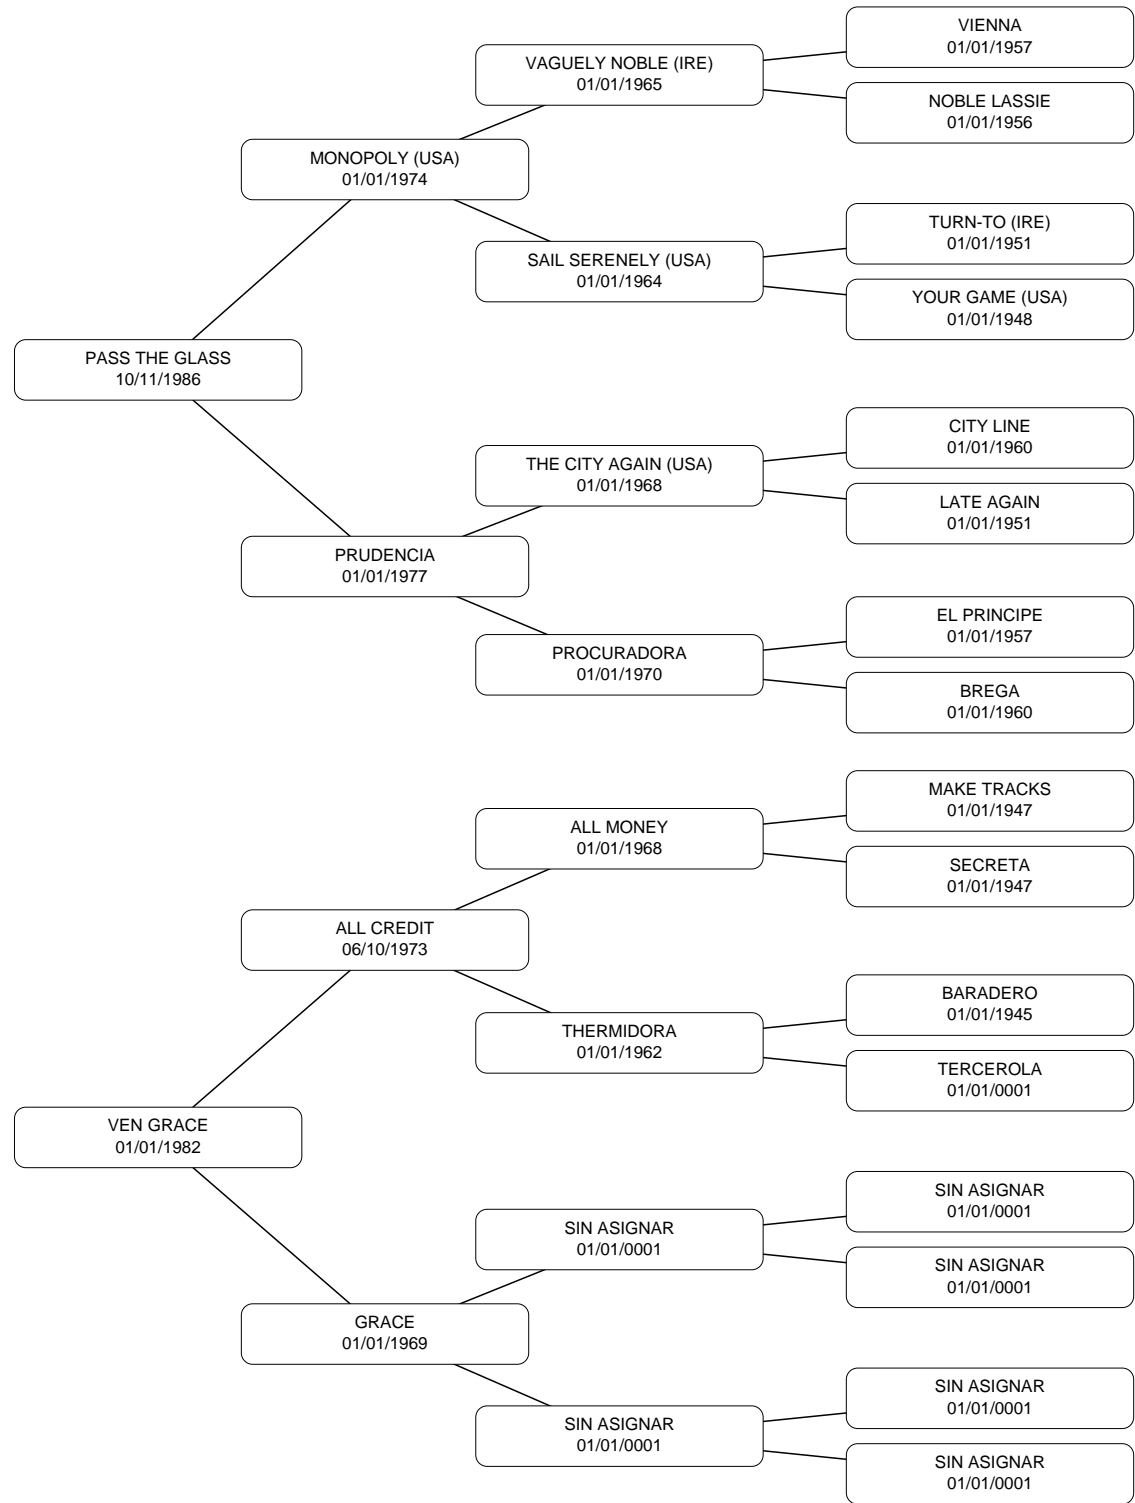 VIENNA
01/01/1957
VAGUELY NOBLE (IRE)
01/01/1965
NOBLE LASSIE
01/01/1956
MONOPOLY (USA)
01/01/1974
TURN-TO (IRE)
01/01/1951
SAIL SERENELY (USA)
01/01/1964
YOUR GAME (USA)
01/01/1948
PASS THE GLASS
10/11/1986
CITY LINE
01/01/1960
THE CITY AGAIN (USA)
01/01/1968
LATE AGAIN
01/01/1951
PRUDENCIA
01/01/1977
EL PRINCIPE
01/01/1957
PROCURADORA
01/01/1970
BREGA
01/01/1960
MAKE TRACKS
01/01/1947
ALL MONEY
01/01/1968
SECRETA
01/01/1947
ALL CREDIT
06/10/1973
BARADERO
01/01/1945
THERMIDORA
01/01/1962
TERCEROLA
01/01/0001
VEN GRACE
01/01/1982
SIN ASIGNAR
01/01/0001
SIN ASIGNAR
01/01/0001
SIN ASIGNAR
01/01/0001
GRACE
01/01/1969
SIN ASIGNAR
01/01/0001
SIN ASIGNAR
01/01/0001
SIN ASIGNAR
01/01/0001